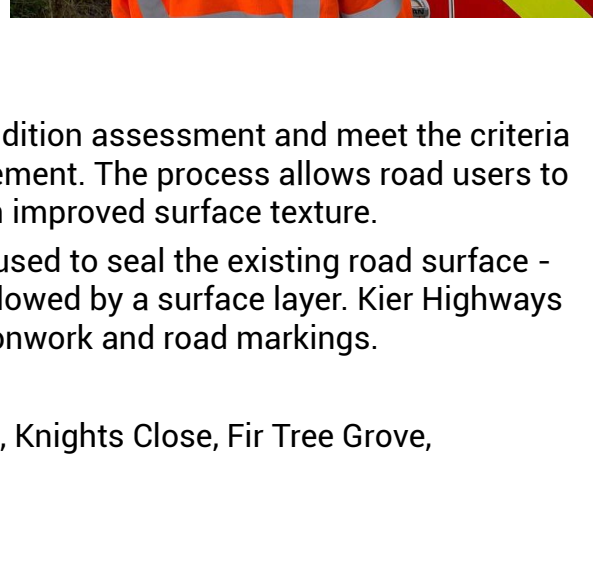 dition assessment and meet the criteria
ement. The process allows road users to
improved surface texture.
used to seal the existing road surface -
lowed by a surface layer. Kier Highways
onwork and road markings.
, Knights Close, Fir Tree Grove,